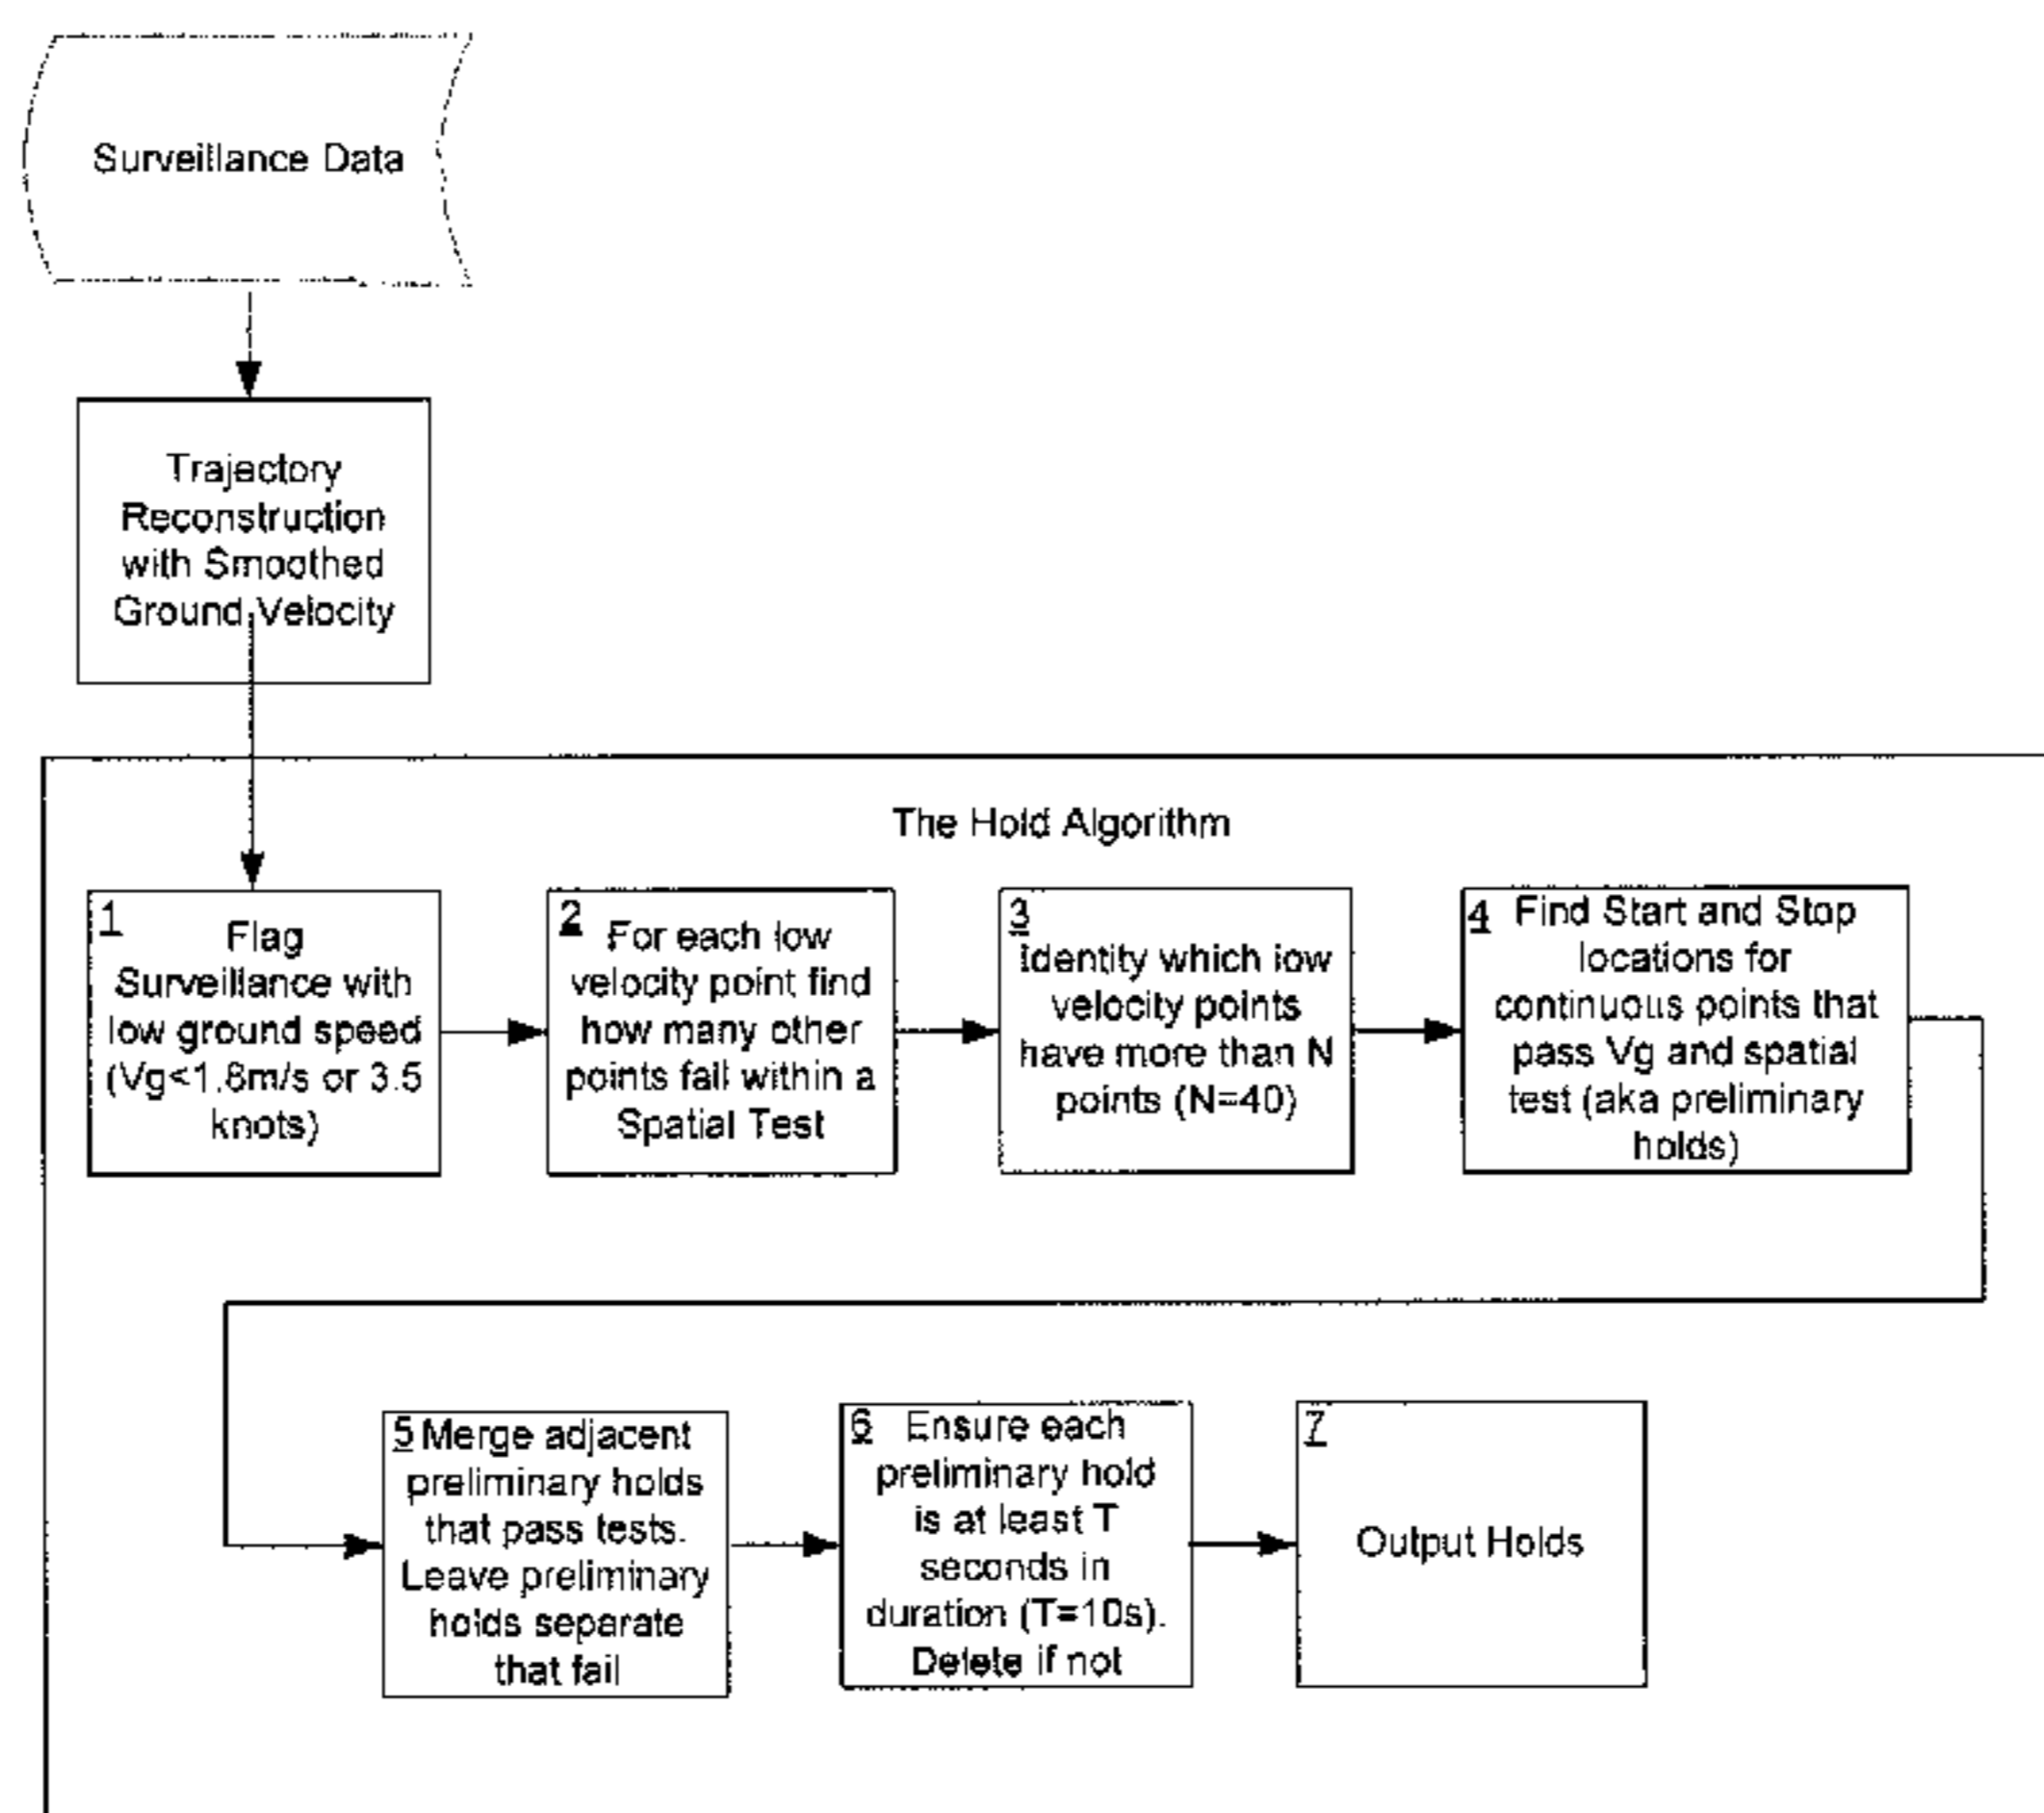 Surveillance Data
Trajectory
Reconstruction
with Smoothed
Ground Velocity
The Hold Algorithm
1
Flag
Surveillance with
low ground speed
(Vg<1.8m/s or 3.5
knots)
2
For each low
velocity point find
how many other
points fall within a
Spatial Test
3
Identity which low
velocity points
have more than N
points (N=40)
4 Find Start and Stop
locations for
continuous points that
pass Vg and spatial
test (aka preliminary
holds)
5 Merge adjacent
preliminary holds
that pass tests.
Leave preliminary
holds separate
that fail
6 Ensure each
preliminary hold
is at least T
seconds in
duration (T=10s).
Delete if not
7
Output Holds